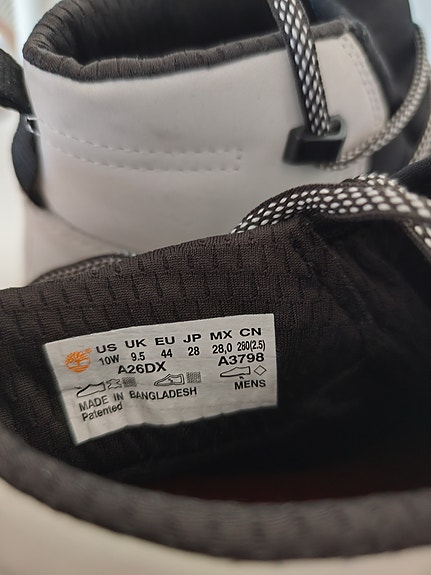 US UK EU JP MX CN
10W 9.5 44 28 28,0 280(2.5)
A26DX A3798
MADE IN BANGLADESH MENS
Patented